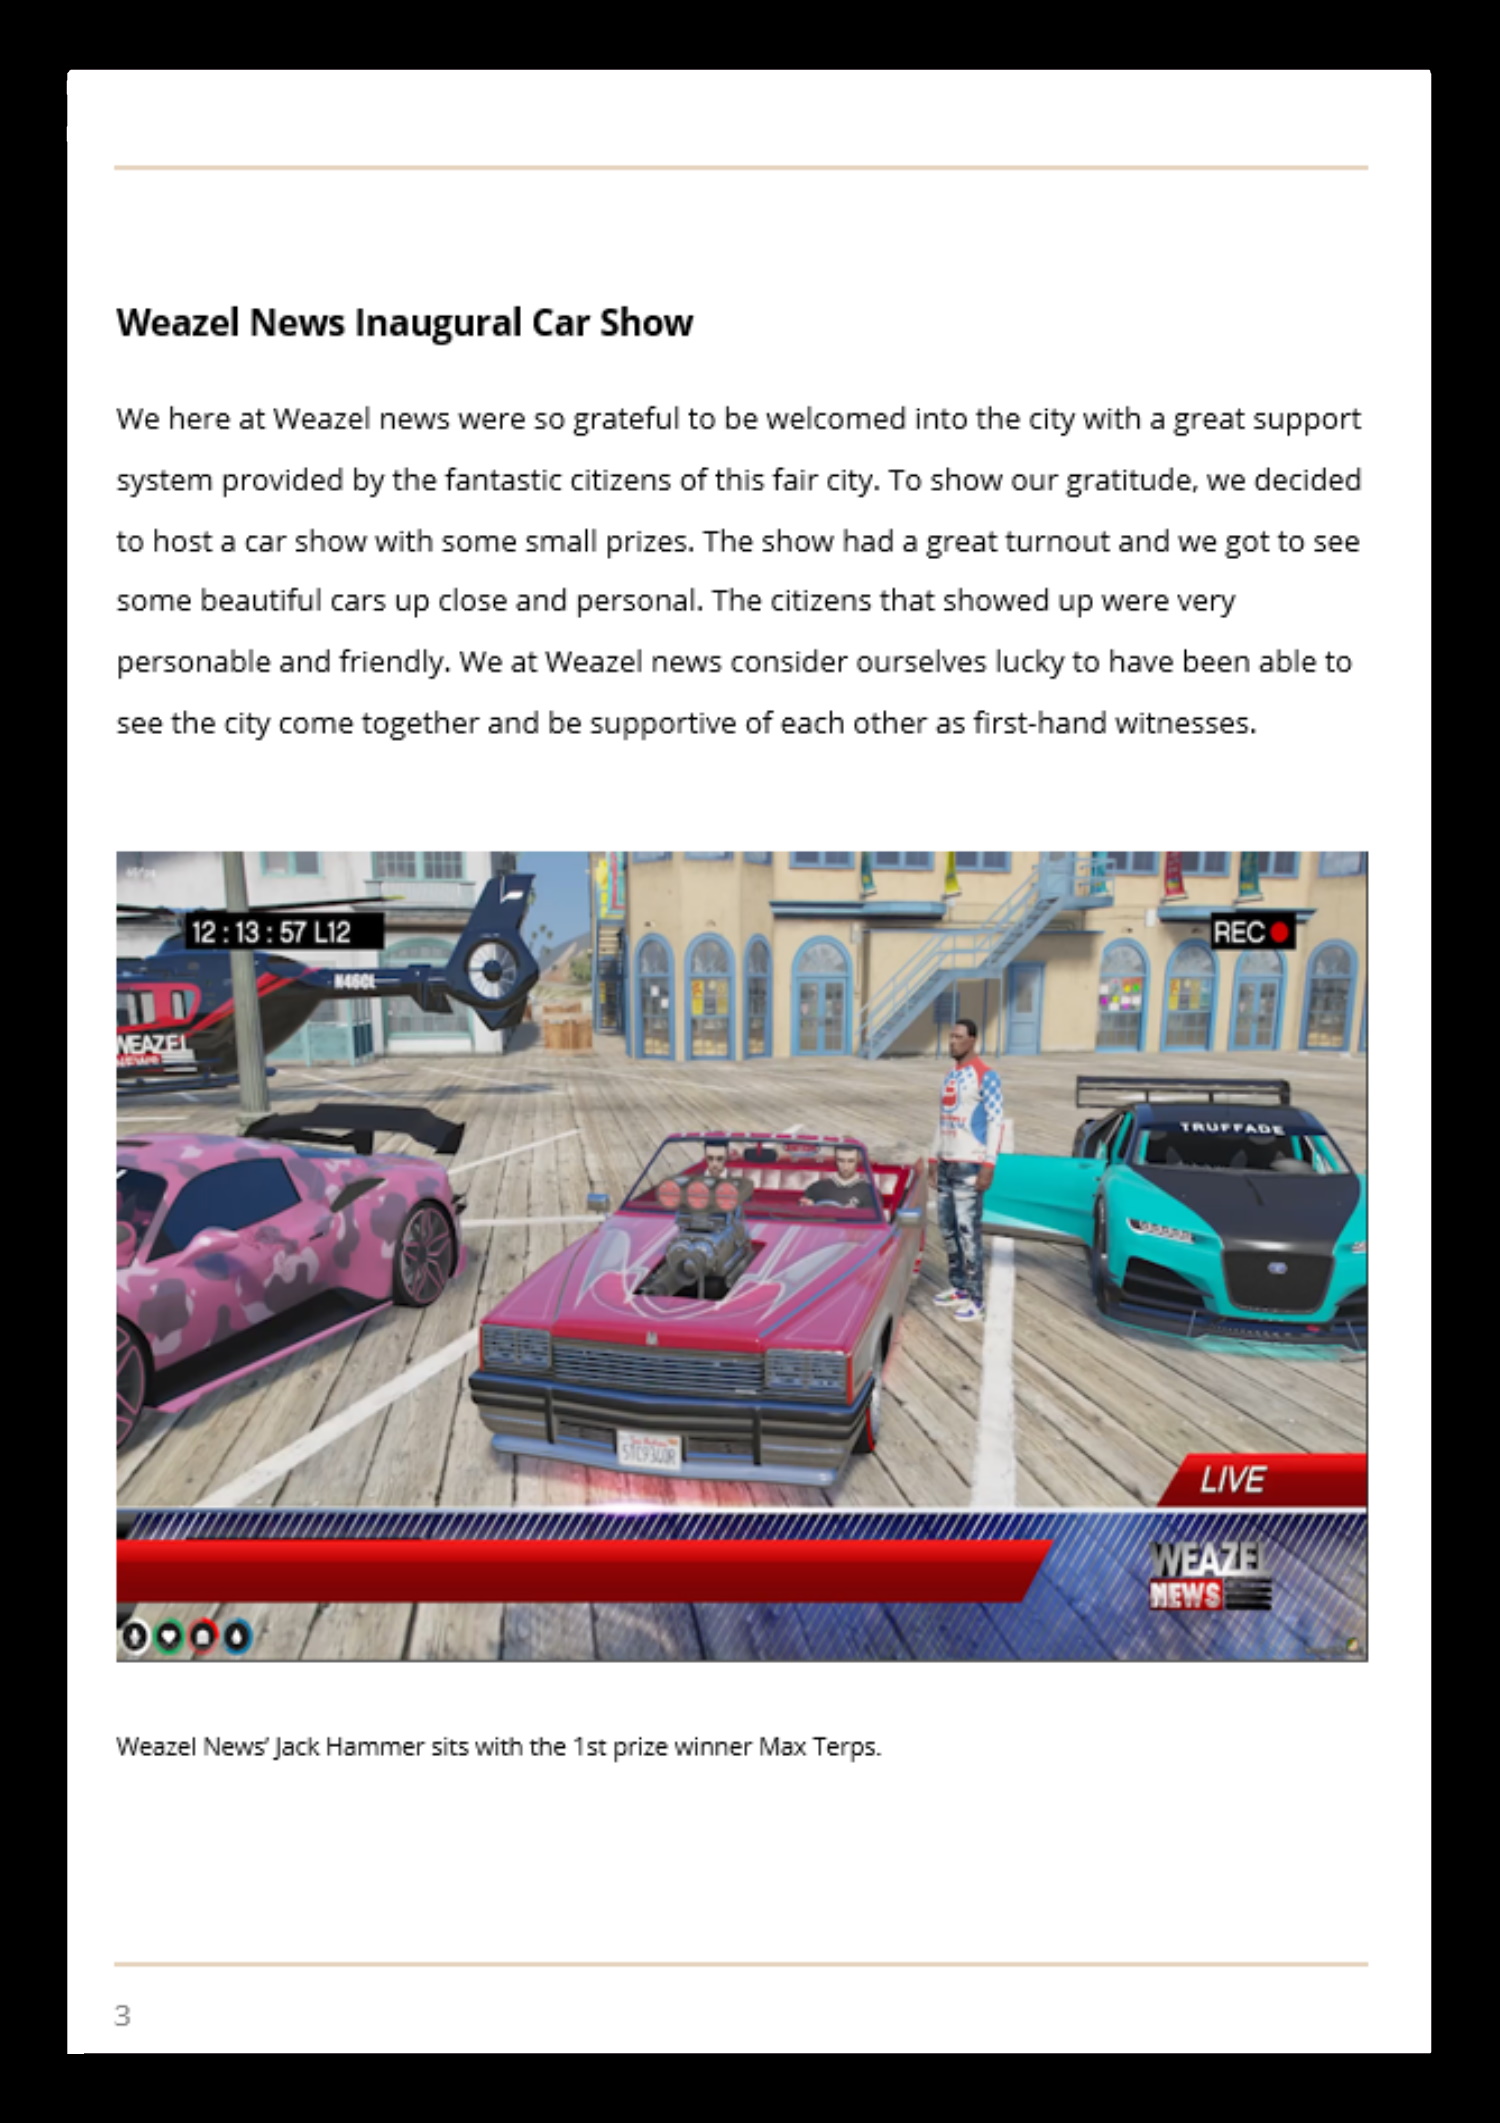 Weazel News Inaugural Car Show
We here at Weazel news were so grateful to be welcomed into the city with a great support
system provided by the fantastic citizens of this fair city. To show our gratitude, we decided
to host a car show with some small prizes. The show had a great turnout and we got to see
some beautiful cars up close and personal. The citizens that showed up were very
personable and friendly. We at Weazel news consider ourselves lucky to have been able to
see the city come together and be supportive of each other as first-hand witnesses.
12 : 13 : 57 L12
REC
N46CL
WEAZEL
NEWS
TRUFFADE
LIVE
WEAZEL
NEWS
Weazel News’ Jack Hammer sits with the 1st prize winner Max Terps.
3